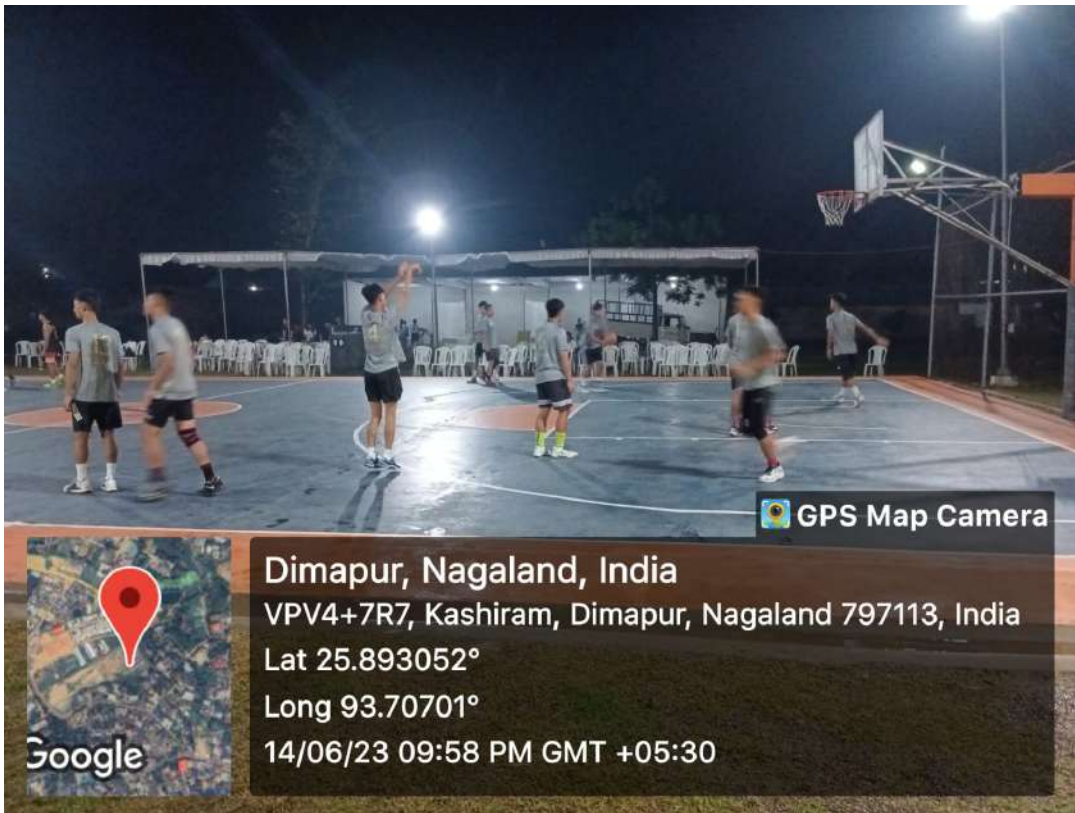 GPS Map Camera
Dimapur, Nagaland, India
VPV4+7R7, Kashiram, Dimapur, Nagaland 797113, India
Lat 25.893052°
Long 93.70701°
14/06/23 09:58 PM GMT +05:30
Google